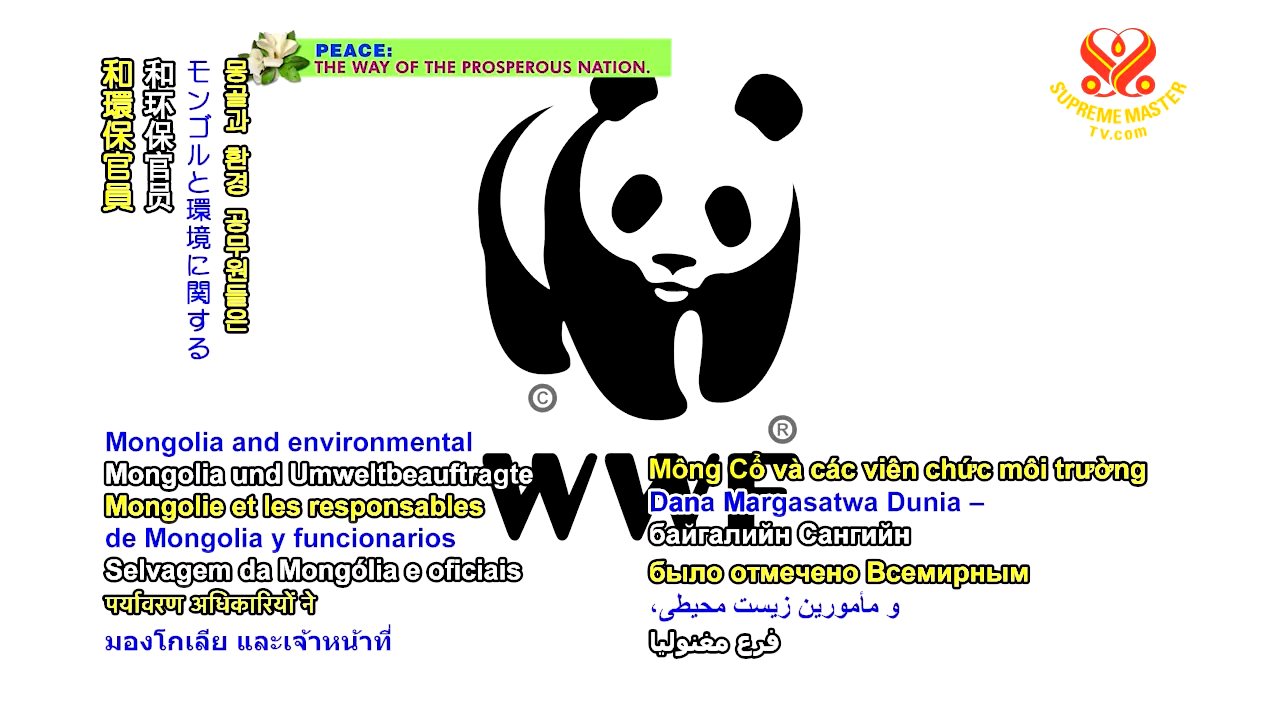 PEACE:
THE WAY OF THE PROSPEROUS NATION.
SUPREME MASTER
TV.com
和環保官員
和环保官员
モンゴルと環境に関する
몽골과 환경 공무원들은
©
®
WWF
Mongolia and environmental
Mongolia und Umweltbeauftragte
Mongolie et les responsables
de Mongolia y funcionarios
Selvagem da Mongólia e oficiais
पर्यावरण अधिकारियों ने
มองโกเลีย และเจ้าหน้าที่
Mông Cổ và các viên chức môi trường
Dana Margasatwa Dunia –
байгалийн Сангийн
было отмечено Всемирным
و مأمورین زیست محیطی،
فرع مغنوليا